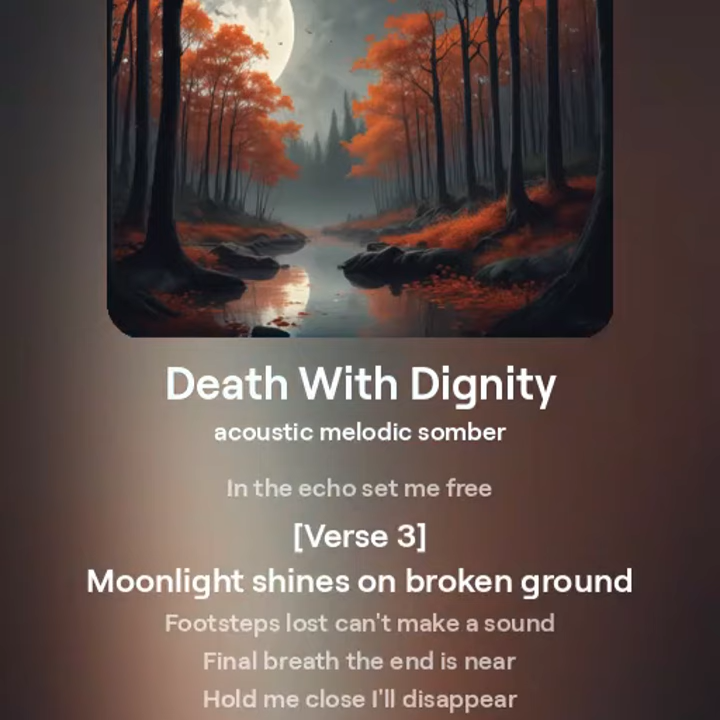 Death With Dignity
acoustic melodic somber
In the echo set me free
[Verse 3]
Moonlight shines on broken ground
Footsteps lost can't make a sound
Final breath the end is near
Hold me close I'll disappear